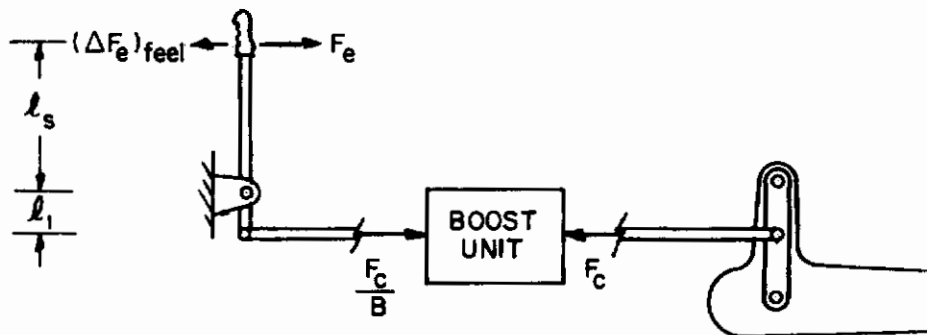 (ΔFe)feel
Fe
ℓs
ℓ1
BOOST
UNIT
Fc
B
Fc